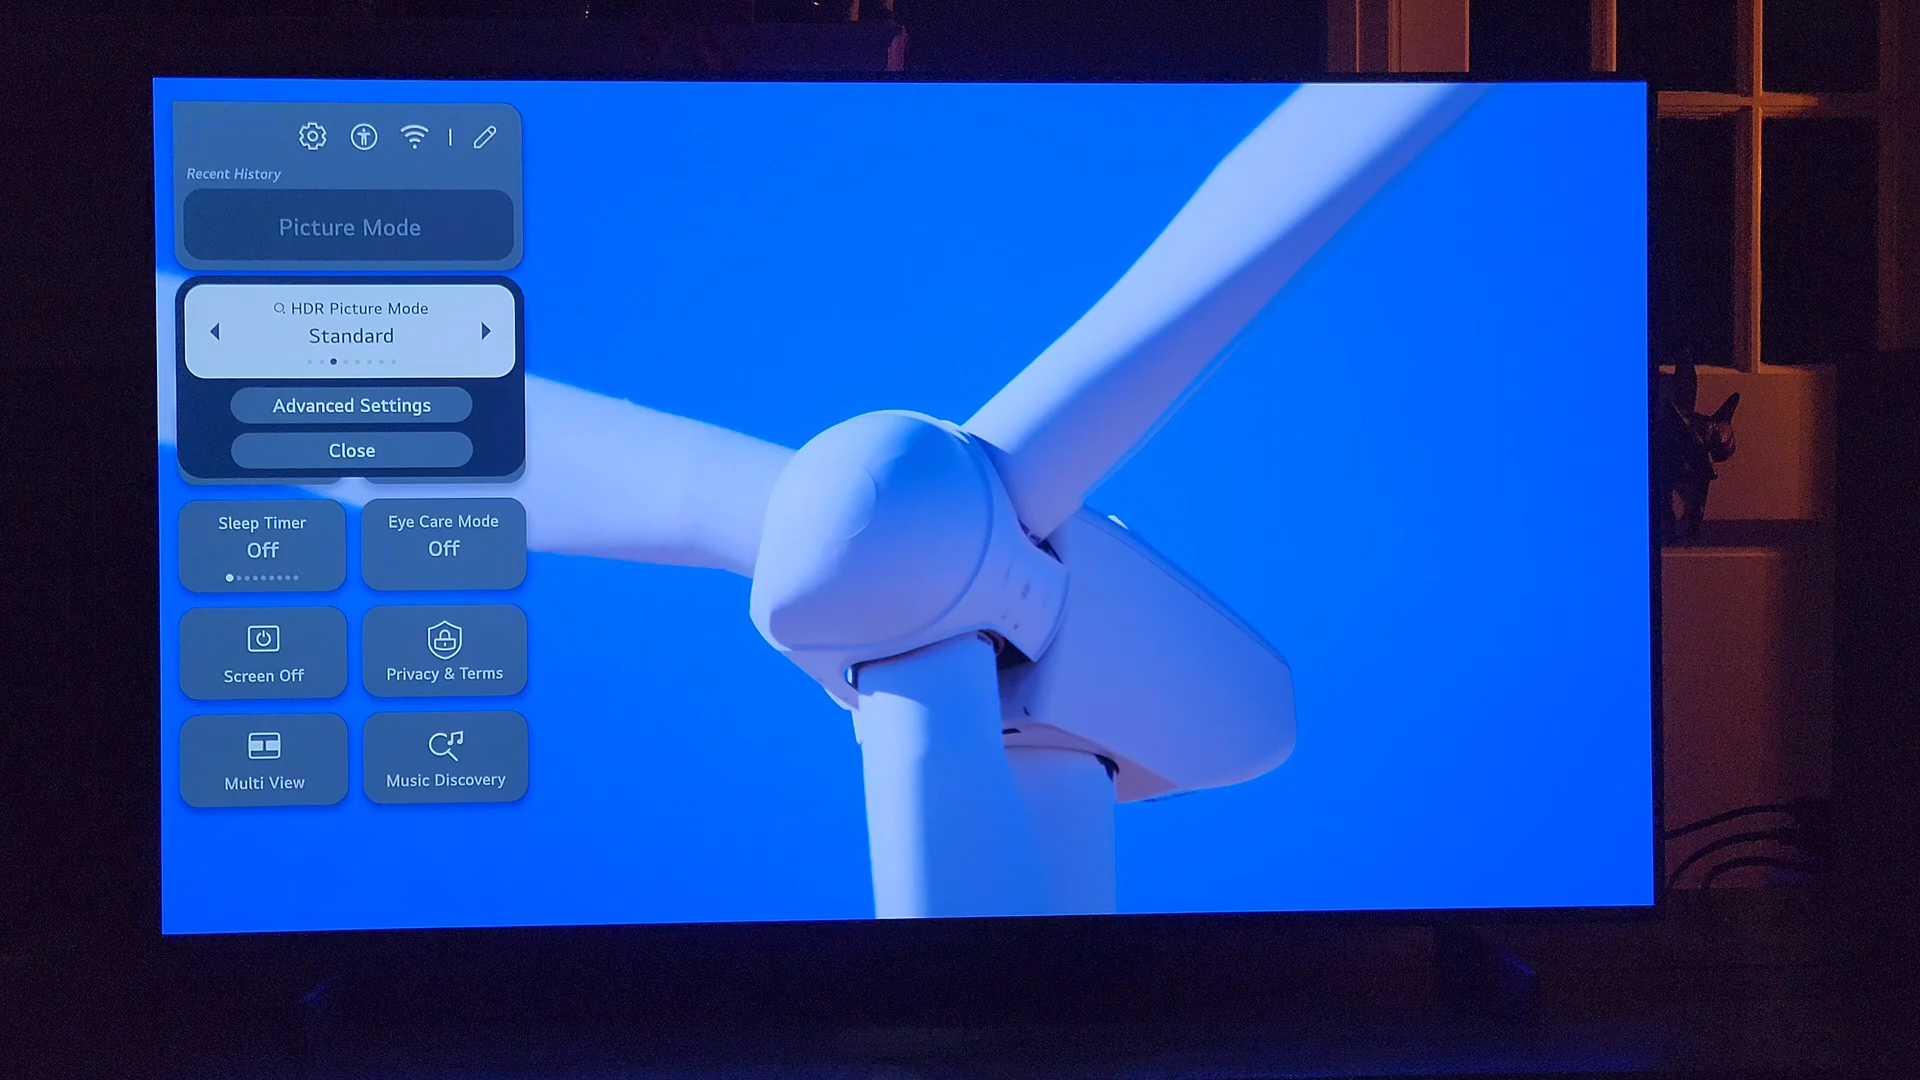 Recent History
Picture Mode
HDR Picture Mode
Standard
Advanced Settings
Close
Sleep Timer
Off
Eye Care Mode
Off
Screen Off
Privacy & Terms
Multi View
Music Discovery